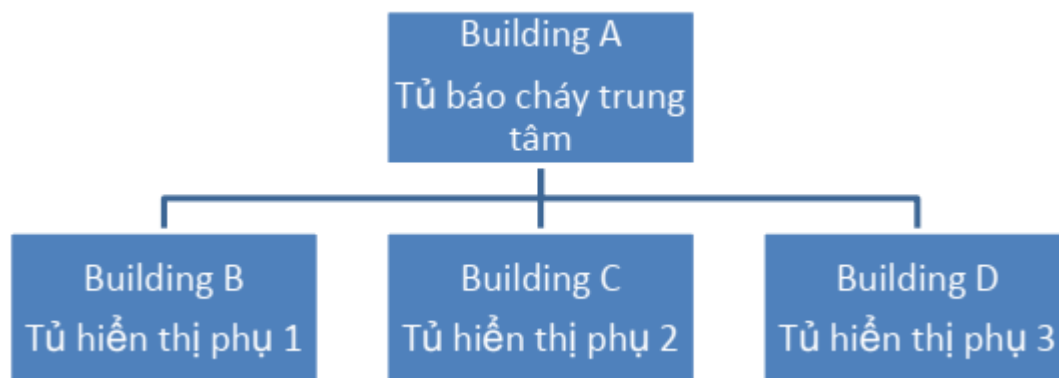 Building A
Tủ báo cháy trung
tâm
Building B
Tủ hiển thị phụ 1
Building C
Tủ hiển thị phụ 2
Building D
Tủ hiển thị phụ 3